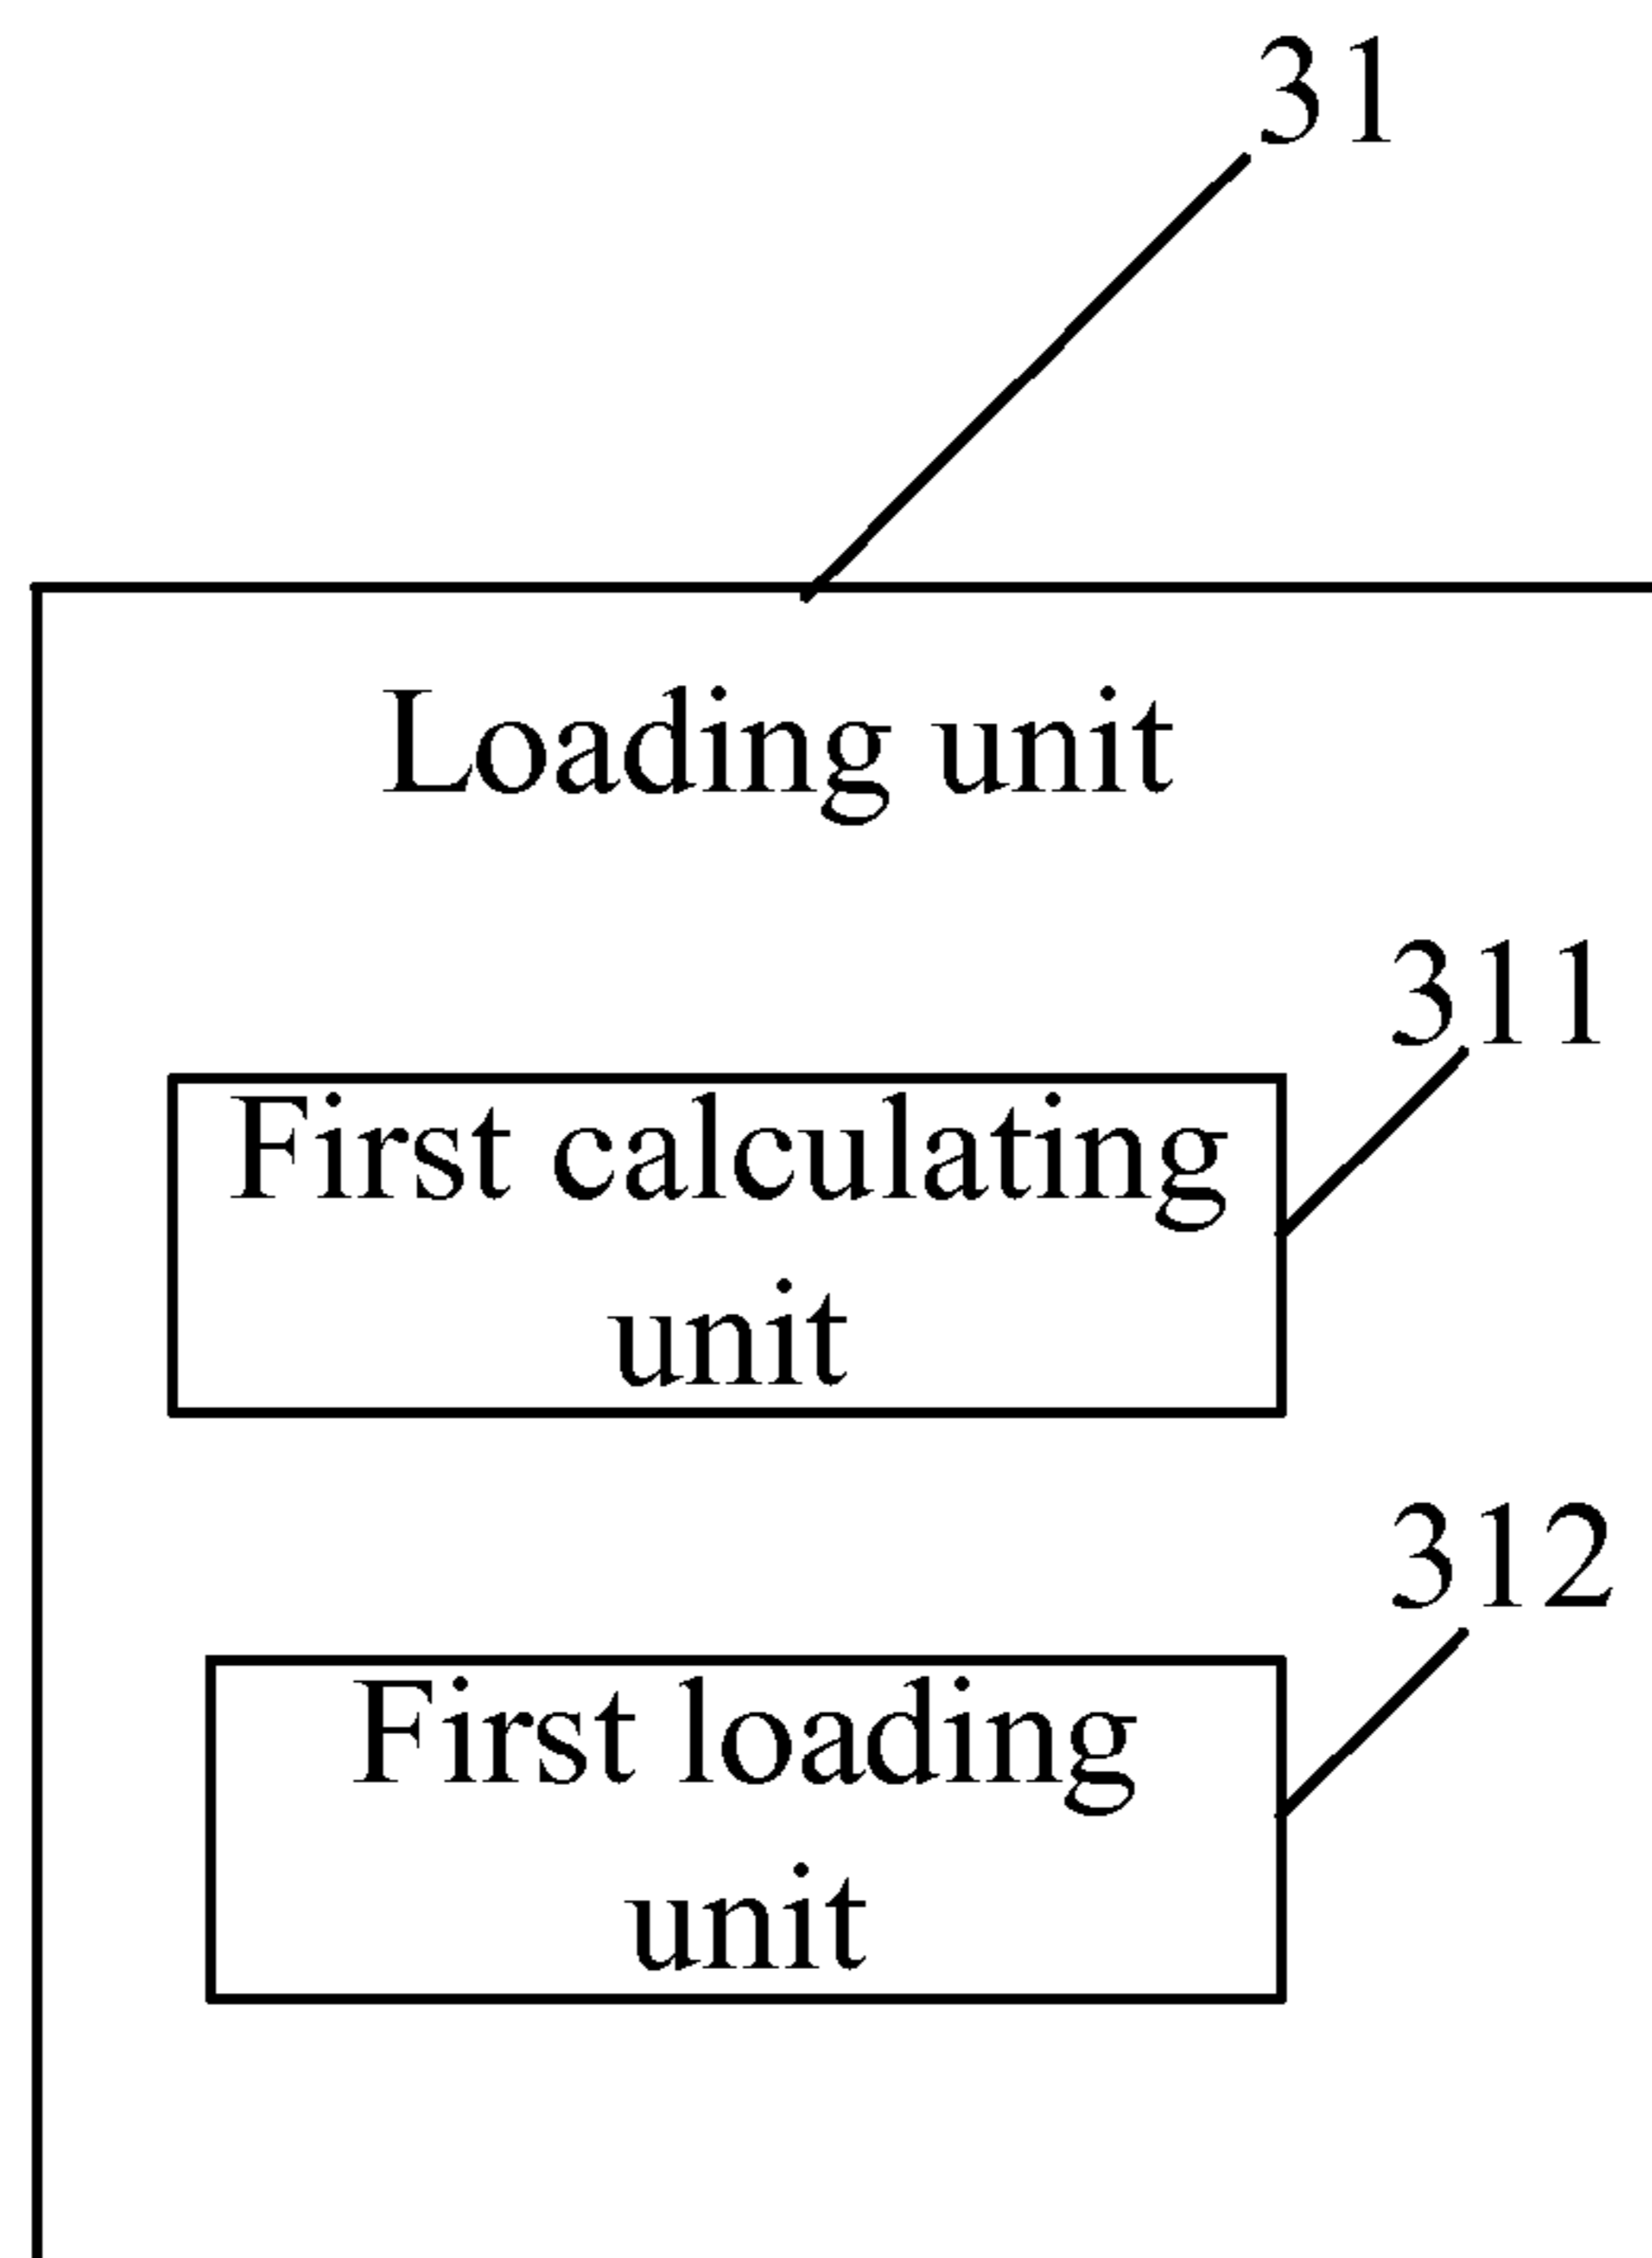 31
Loading unit
311
First calculating
unit
312
First loading
unit